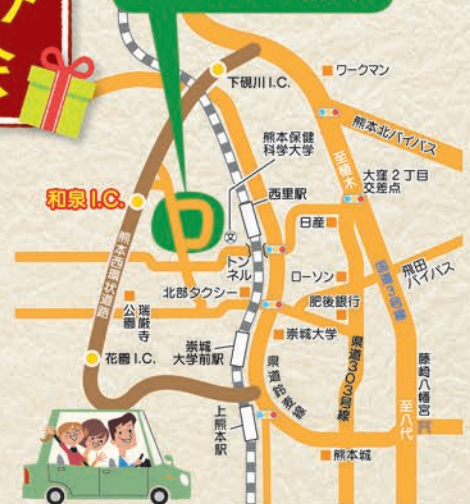 下硯川I.C.
ワークマン
熊本北バイパス
熊本保健
科学大学
至植木
大窪2丁目
交差点
和泉I.C.
西里駅
日産
熊本西環状道路
トン
ネル
ローソン
飛田
バイパス
国道3号線
北部タクシー
肥後銀行
瑞巌寺
公園
崇城大学
花園I.C.
崇城
大学前駅
県道303号線
藤崎八幡宮
上熊本駅
至八代
熊本城